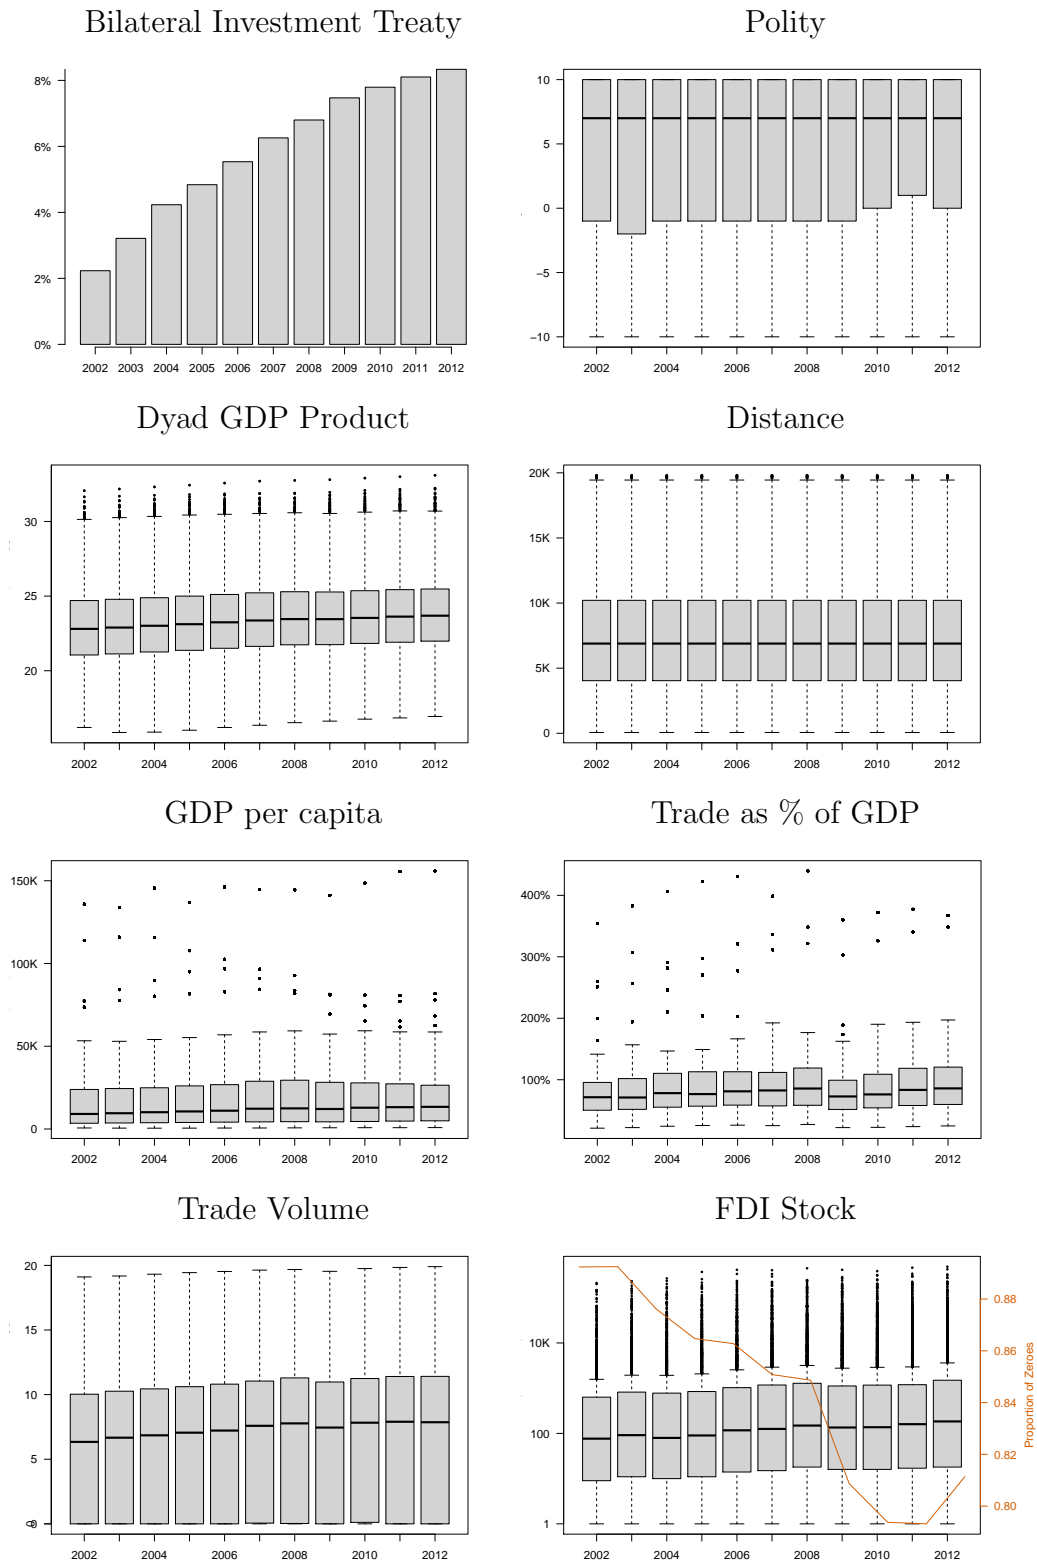 Bilateral Investment Treaty
8%
6%
4%
2%
0%
2002 2003 2004 2005 2006 2007 2008 2009 2010 2011 2012
Polity
10
5
0
−5
−10
2002 2004 2006 2008 2010 2012
Dyad GDP Product
30
25
20
2002 2004 2006 2008 2010 2012
Distance
20K
15K
10K
5K
0
2002 2004 2006 2008 2010 2012
GDP per capita
150K
100K
50K
0
2002 2004 2006 2008 2010 2012
Trade as % of GDP
400%
300%
200%
100%
2002 2004 2006 2008 2010 2012
Trade Volume
20
15
10
5
0
2002 2004 2006 2008 2010 2012
FDI Stock
10K
100
1
0.88
0.86
0.84
0.82
0.80
Proportion of Zeroes
2002 2004 2006 2008 2010 2012